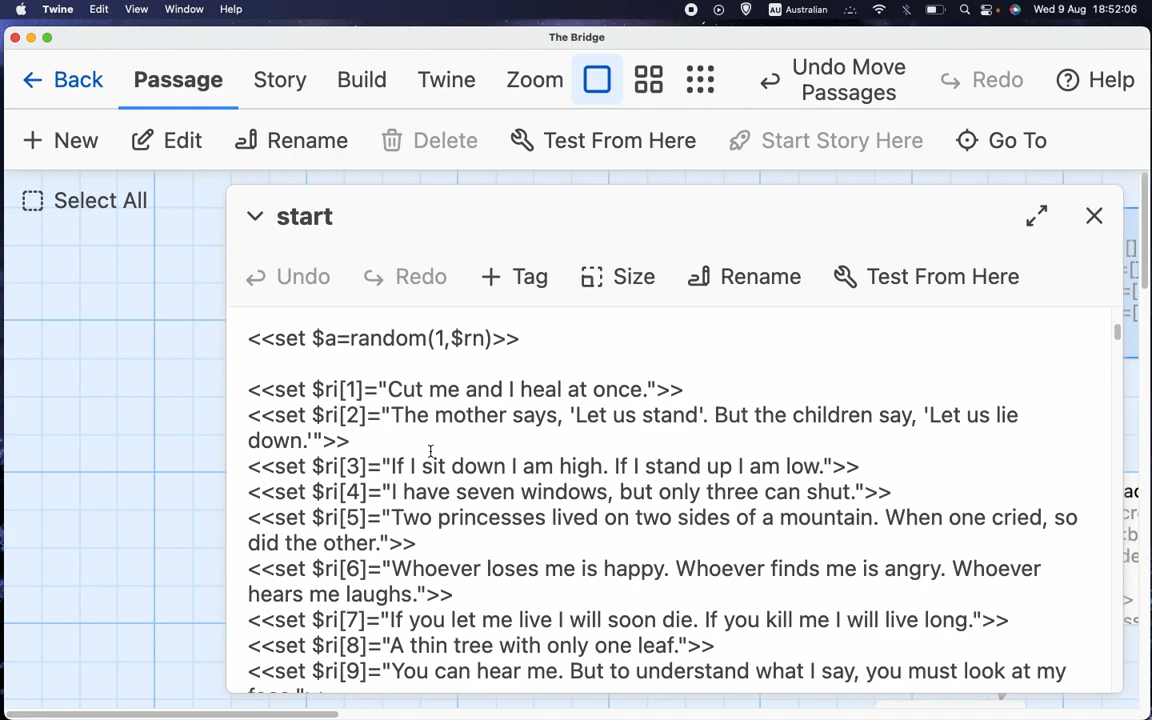 Twine Edit View Window Help AU Australian Wed 9 Aug 18:52:06
The Bridge
Back Passage Story Build Twine Zoom Undo Move Passages Redo Help
New Edit Rename Delete Test From Here Start Story Here Go To
Select All
start
Undo Redo Tag Size Rename Test From Here
<<set $a=random(1,$rn)>>
<<set $ri[1]="Cut me and I heal at once.">>
<<set $ri[2]="The mother says, 'Let us stand'. But the children say, 'Let us lie
down.'">>
<<set $ri[3]="If I sit down I am high. If I stand up I am low.">>
<<set $ri[4]="I have seven windows, but only three can shut.">>
<<set $ri[5]="Two princesses lived on two sides of a mountain. When one cried, so
did the other.">>
<<set $ri[6]="Whoever loses me is happy. Whoever finds me is angry. Whoever
hears me laughs.">>
<<set $ri[7]="If you let me live I will soon die. If you kill me I will live long.">>
<<set $ri[8]="A thin tree with only one leaf.">>
<<set $ri[9]="You can hear me. But to understand what I say, you must look at my